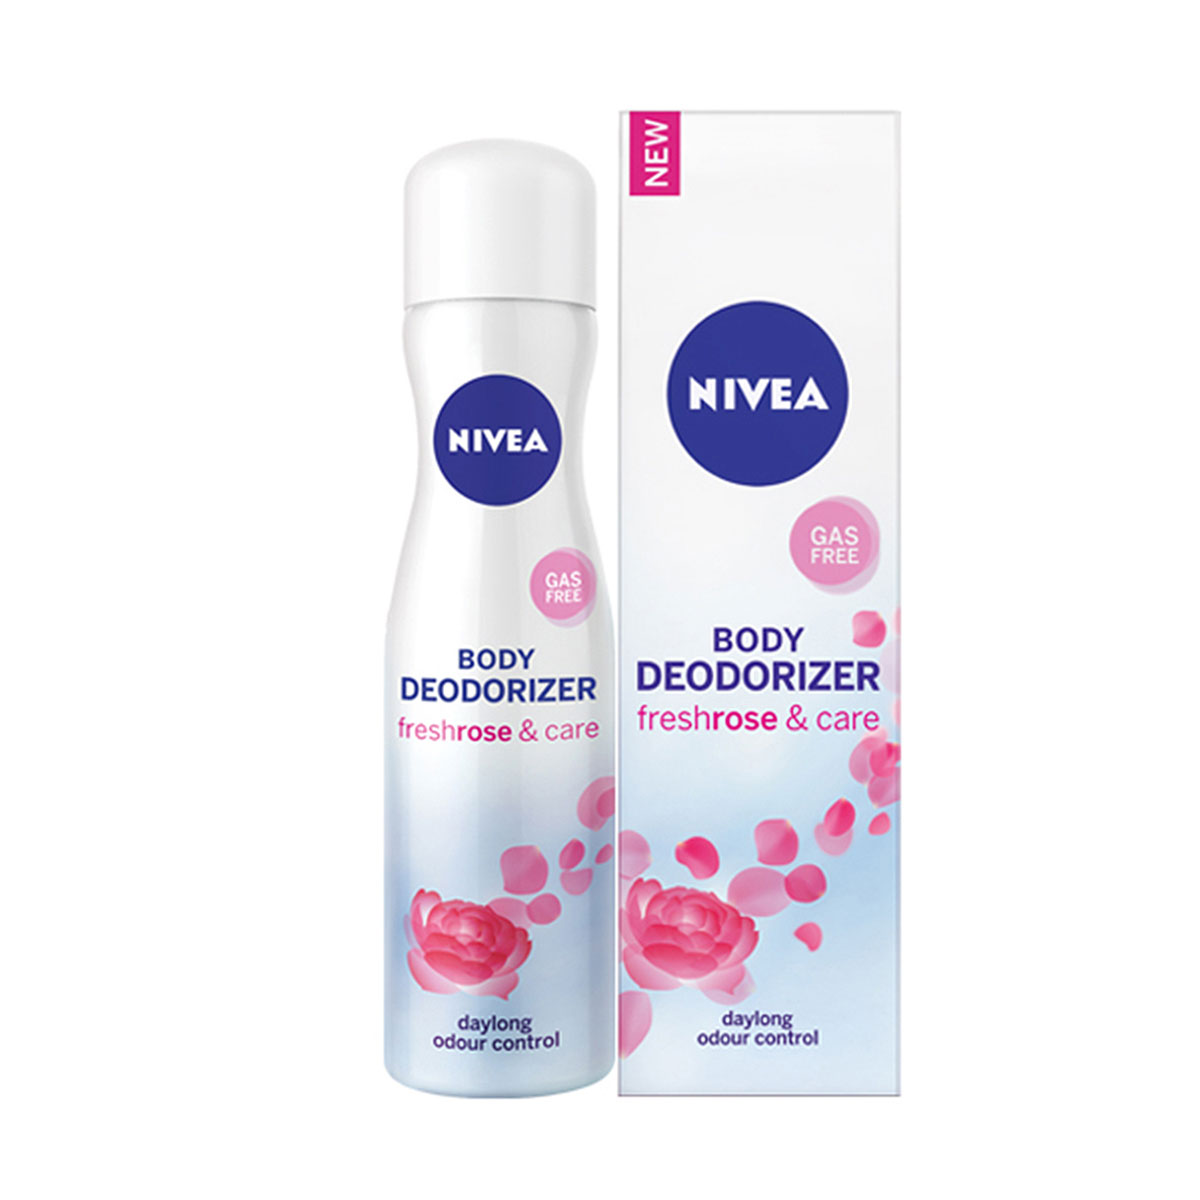 NIVEA
GAS
FREE
BODY
DEODORIZER
freshrose & care
daylong
odour control
NEW
NIVEA
GAS
FREE
BODY
DEODORIZER
freshrose & care
daylong
odour control